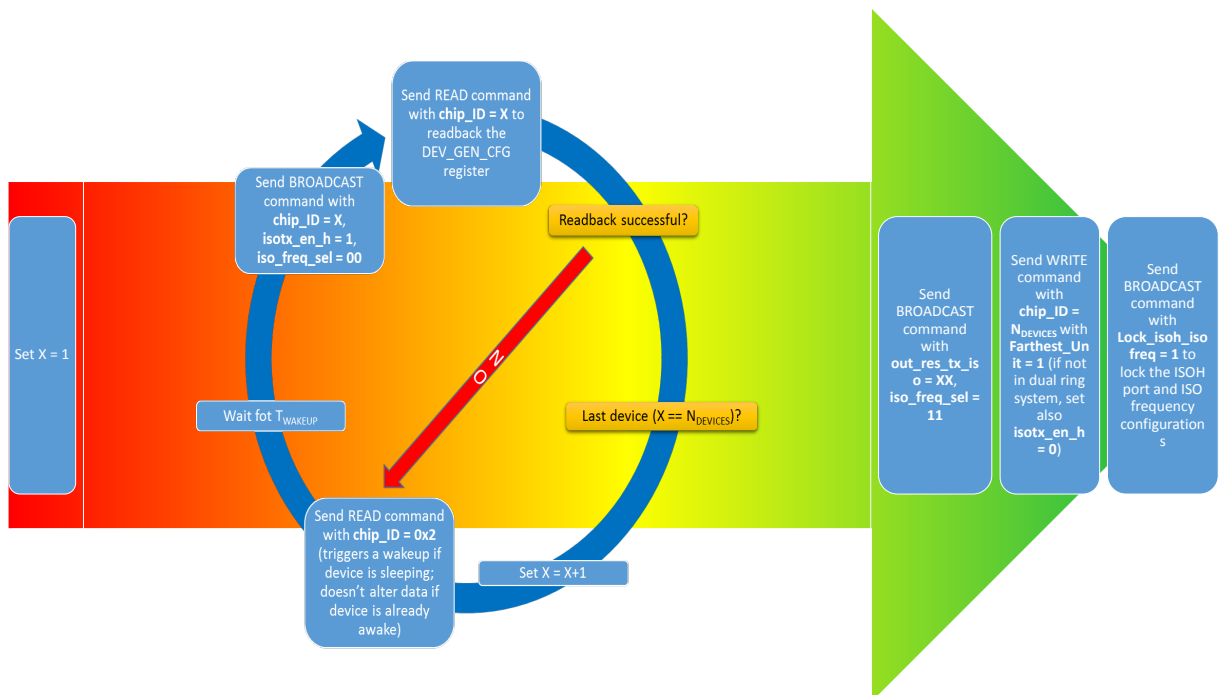 Set X = 1
Send READ command
with chip_ID = X to
readback the
DEV_GEN_CFG
register
Send BROADCAST
command with
chip_ID = X,
isotx_en_h = 1,
iso_freq_sel = 00
Readback successful?
NO
Wait fot TWAKEUP
Last device (X == NDEVICES)?
Send READ command
with chip_ID = 0x2
(triggers a wakeup if
device is sleeping;
doesn't alter data if
device is already
awake)
Set X = X+1
Send
BROADCAST
command
with
out_res_tx_is
o = XX,
iso_freq_sel =
11
Send WRITE
command
with
chip_ID =
NDEVICES with
Farthest_Un
it = 1 (if not
in dual ring
system, set
also
isotx_en_h
= 0)
Send
BROADCAST
command
with
Lock_isoh_iso
freq = 1 to
lock the ISOH
port and ISO
frequency
configuration
s